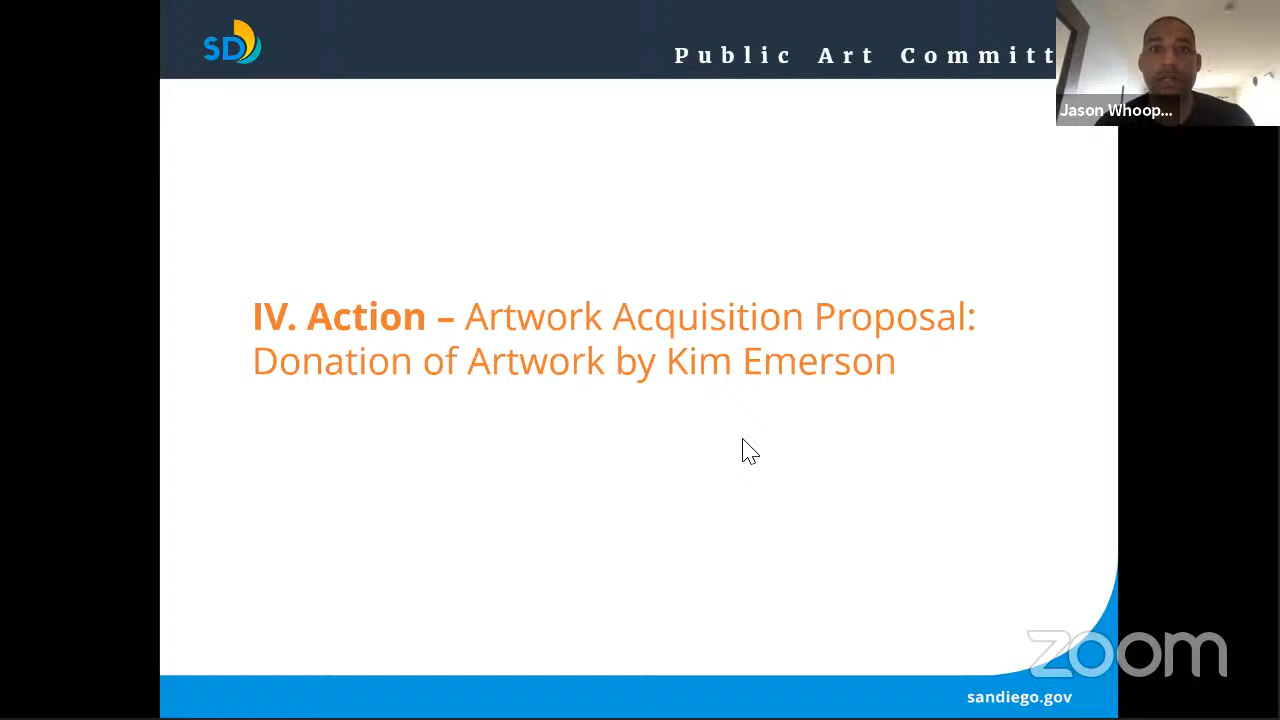 SD
Public Art Committ
Jason Whoop...
IV. Action – Artwork Acquisition Proposal:
Donation of Artwork by Kim Emerson
zoom
sandiego.gov